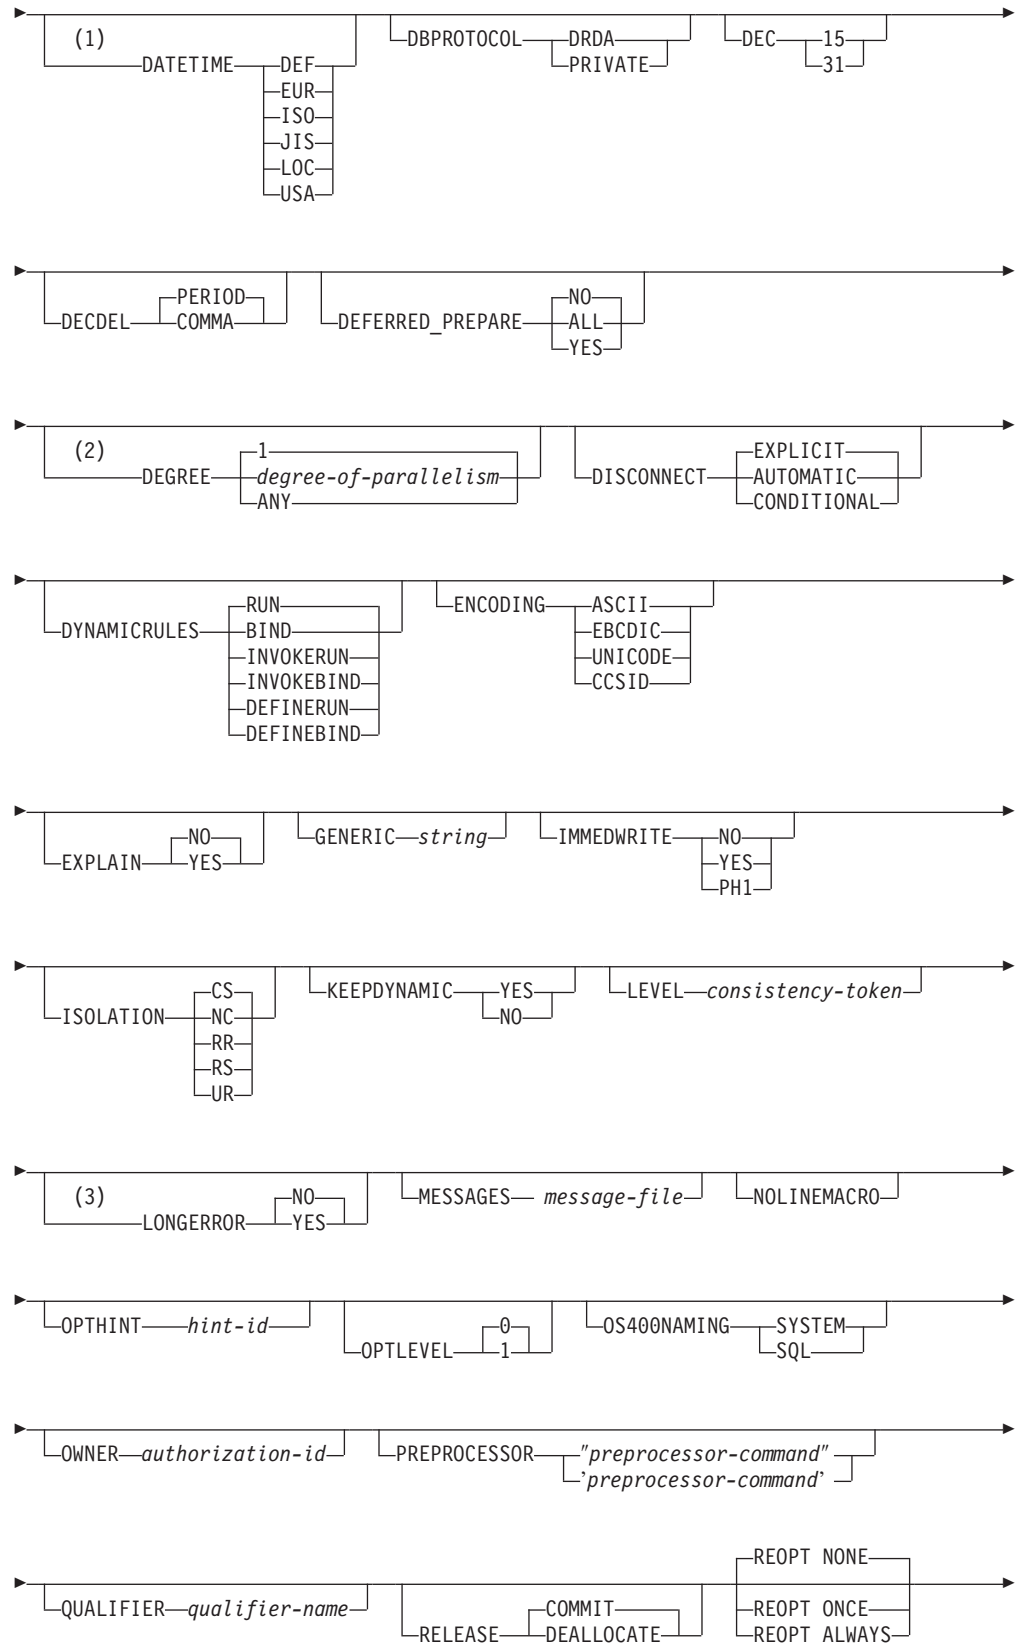 (1)
DATETIME DEF
EUR
ISO
JIS
LOC
USA
DBPROTOCOL DRDA
PRIVATE
DEC 15
31
DECDEL PERIOD
COMMA
DEFERRED_PREPARE NO
ALL
YES
(2)
DEGREE 1
degree-of-parallelism
ANY
DISCONNECT EXPLICIT
AUTOMATIC
CONDITIONAL
DYNAMICRULES RUN
BIND
INVOKERUN
INVOKEBIND
DEFINERUN
DEFINEBIND
ENCODING ASCII
EBCDIC
UNICODE
CCSID
EXPLAIN NO
YES
GENERIC string
IMMEDWRITE NO
YES
PH1
ISOLATION CS
NC
RR
RS
UR
KEEPDYNAMIC YES
NO
LEVEL consistency-token
(3)
LONGERROR NO
YES
MESSAGES message-file
NOLINEMACRO
OPTHINT hint-id
OPTLEVEL 0
1
OS400NAMING SYSTEM
SQL
OWNER authorization-id
PREPROCESSOR "preprocessor-command"
'preprocessor-command'
QUALIFIER qualifier-name
RELEASE COMMIT
DEALLOCATE
REOPT NONE
REOPT ONCE
REOPT ALWAYS